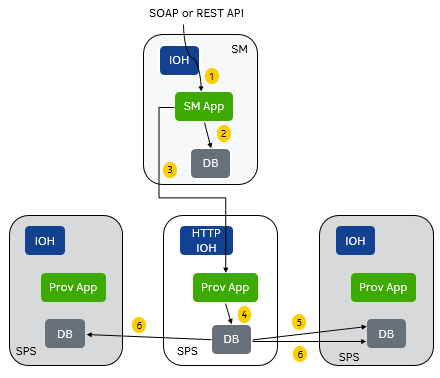 SOAP or REST API
IOH
SM
1
SM App
2
DB
3
IOH
HTTP
IOH
IOH
Prov App
Prov App
Prov App
4
5
6
DB
DB
DB
6
SPS
SPS
SPS